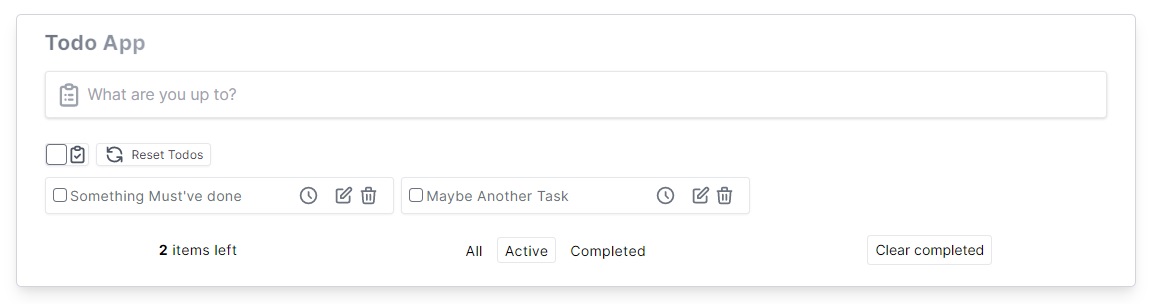 Todo App
What are you up to?
Reset Todos
Something Must've done
Maybe Another Task
2 items left
All
Active
Completed
Clear completed